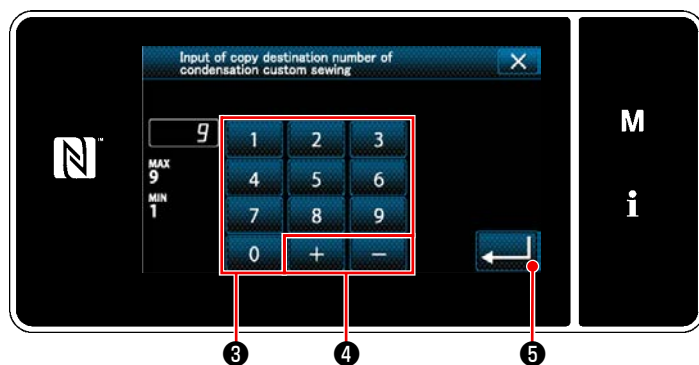 Input of copy destination number of
condensation custom sewing
9
MAX
9
MIN
1
1 2 3
4 5 6
7 8 9
0 + −
M
i
N
™
❸ ❹ ❺